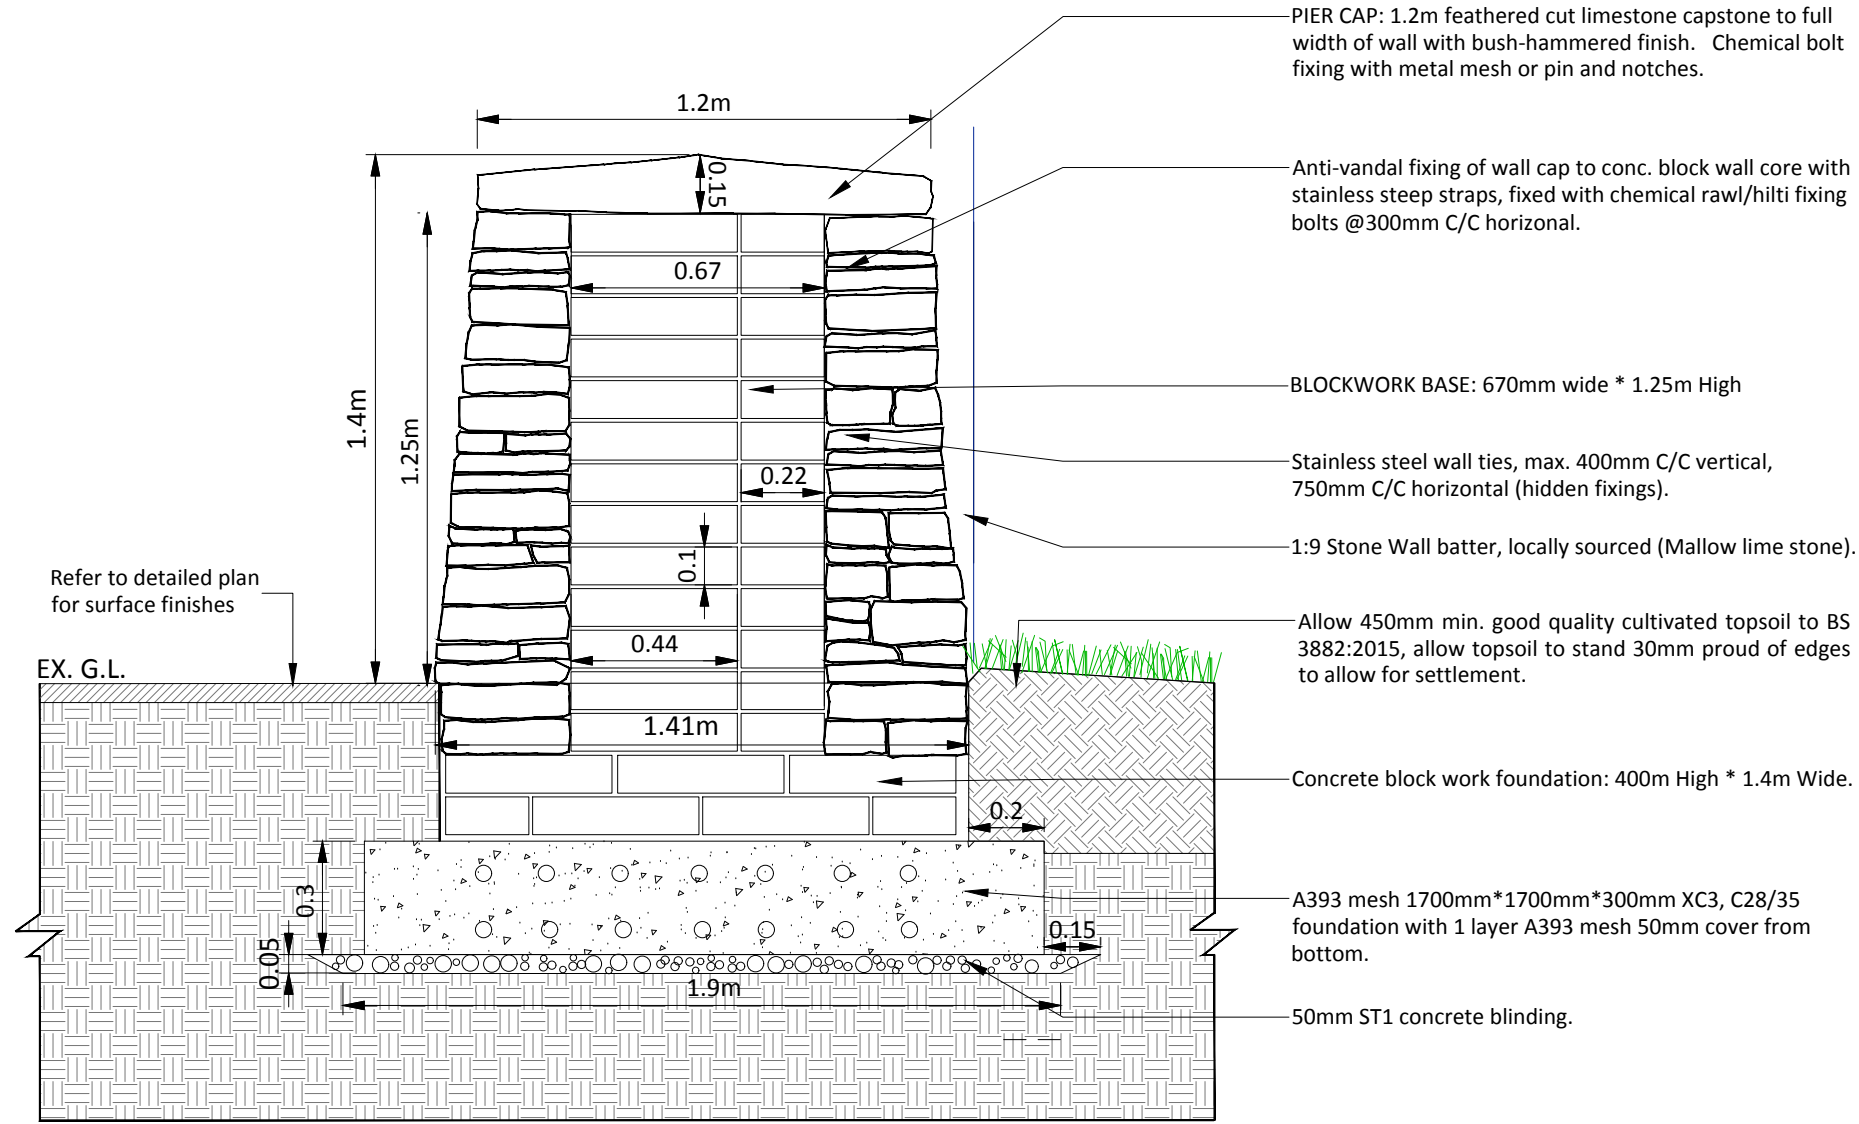 PIER CAP: 1.2m feathered cut limestone capstone to full
width of wall with bush-hammered finish. Chemical bolt
fixing with metal mesh or pin and notches.
1.2m
0.15
Anti-vandal fixing of wall cap to conc. block wall core with
stainless steep straps, fixed with chemical rawl/hilti fixing
bolts @300mm C/C horizonal.
0.67
1.4m
1.25m
BLOCKWORK BASE: 670mm wide * 1.25m High
Stainless steel wall ties, max. 400mm C/C vertical,
750mm C/C horizontal (hidden fixings).
0.22
0.1
1:9 Stone Wall batter, locally sourced (Mallow lime stone).
Refer to detailed plan
for surface finishes
0.44
Allow 450mm min. good quality cultivated topsoil to BS
3882:2015, allow topsoil to stand 30mm proud of edges
to allow for settlement.
EX. G.L.
1.41m
Concrete block work foundation: 400m High * 1.4m Wide.
0.2
0.3
A393 mesh 1700mm*1700mm*300mm XC3, C28/35
foundation with 1 layer A393 mesh 50mm cover from
bottom.
0.15
0.05
1.9m
50mm ST1 concrete blinding.